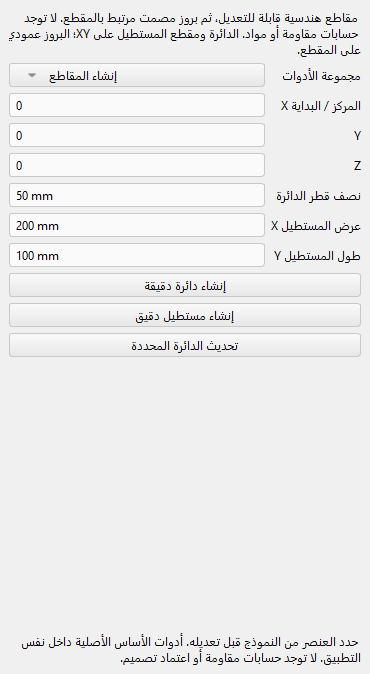 مقاطع هندسية قابلة للتعديل، ثم بروز مصمت مرتبط بالمقطع. لا توجد
حسابات مقاومة أو مواد. الدائرة ومقطع المستطيل على XY؛ البروز عمودي
على المقطع.
مجموعة الأدوات إنشاء المقاطع
المركز / البداية X 0
Y 0
Z 0
نصف قطر الدائرة 50 mm
عرض المستطيل X 200 mm
طول المستطيل Y 100 mm
إنشاء دائرة دقيقة
إنشاء مستطيل دقيق
تحديث الدائرة المحددة
حدد العنصر من النموذج قبل تعديله. أدوات الأساس الأصلية داخل نفس
التطبيق. لا توجد حسابات مقاومة أو اعتماد تصميم.